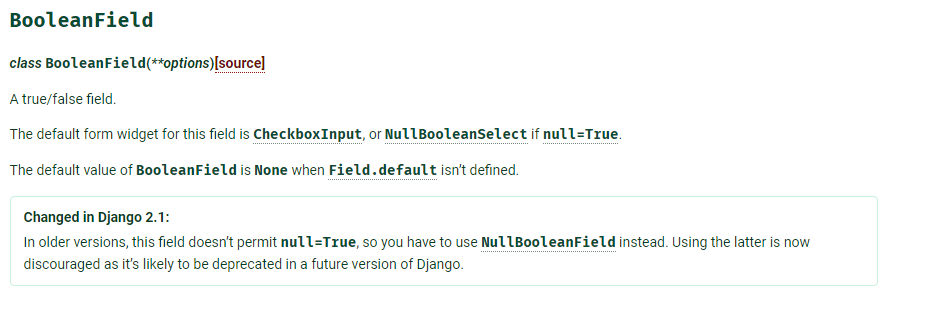 BooleanField
class BooleanField(**options)[source]
A true/false field.
The default form widget for this field is CheckboxInput, or NullBooleanSelect if null=True.
The default value of BooleanField is None when Field.default isn’t defined.
Changed in Django 2.1:
In older versions, this field doesn’t permit null=True, so you have to use NullBooleanField instead. Using the latter is now
discouraged as it’s likely to be deprecated in a future version of Django.